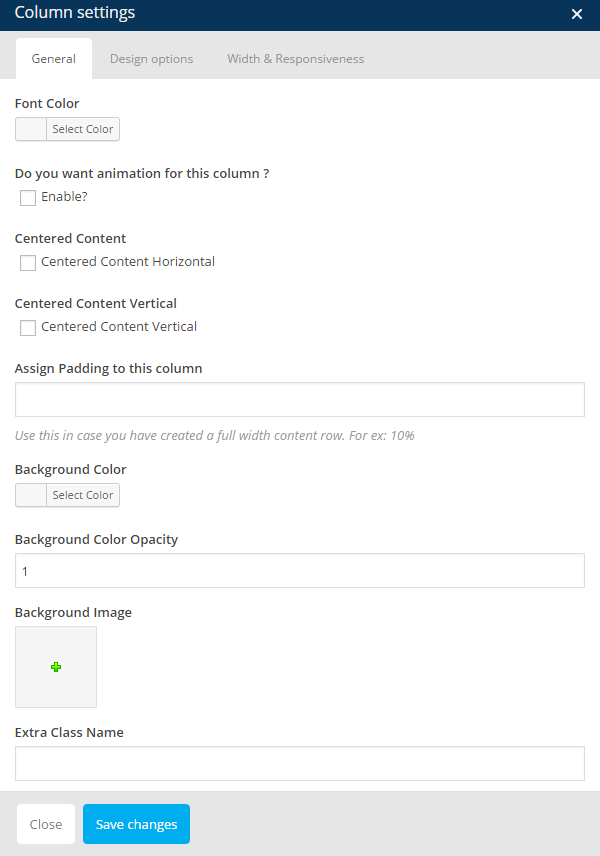 Column settings
General Design options Width & Responsiveness
Font Color
Select Color
Do you want animation for this column ?
Enable?
Centered Content
Centered Content Horizontal
Centered Content Vertical
Centered Content Vertical
Assign Padding to this column
Use this in case you have created a full width content row. For ex: 10%
Background Color
Select Color
Background Color Opacity
1
Background Image
Extra Class Name
Close Save changes